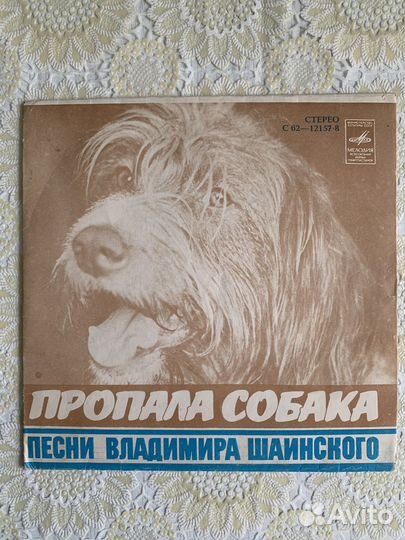 СТЕРЕО
С 62—12157-8
МЕЛОДИЯ
ПРОПАЛА СОБАКА
ПЕСНИ ВЛАДИМИРА ШАИНСКОГО
Avito